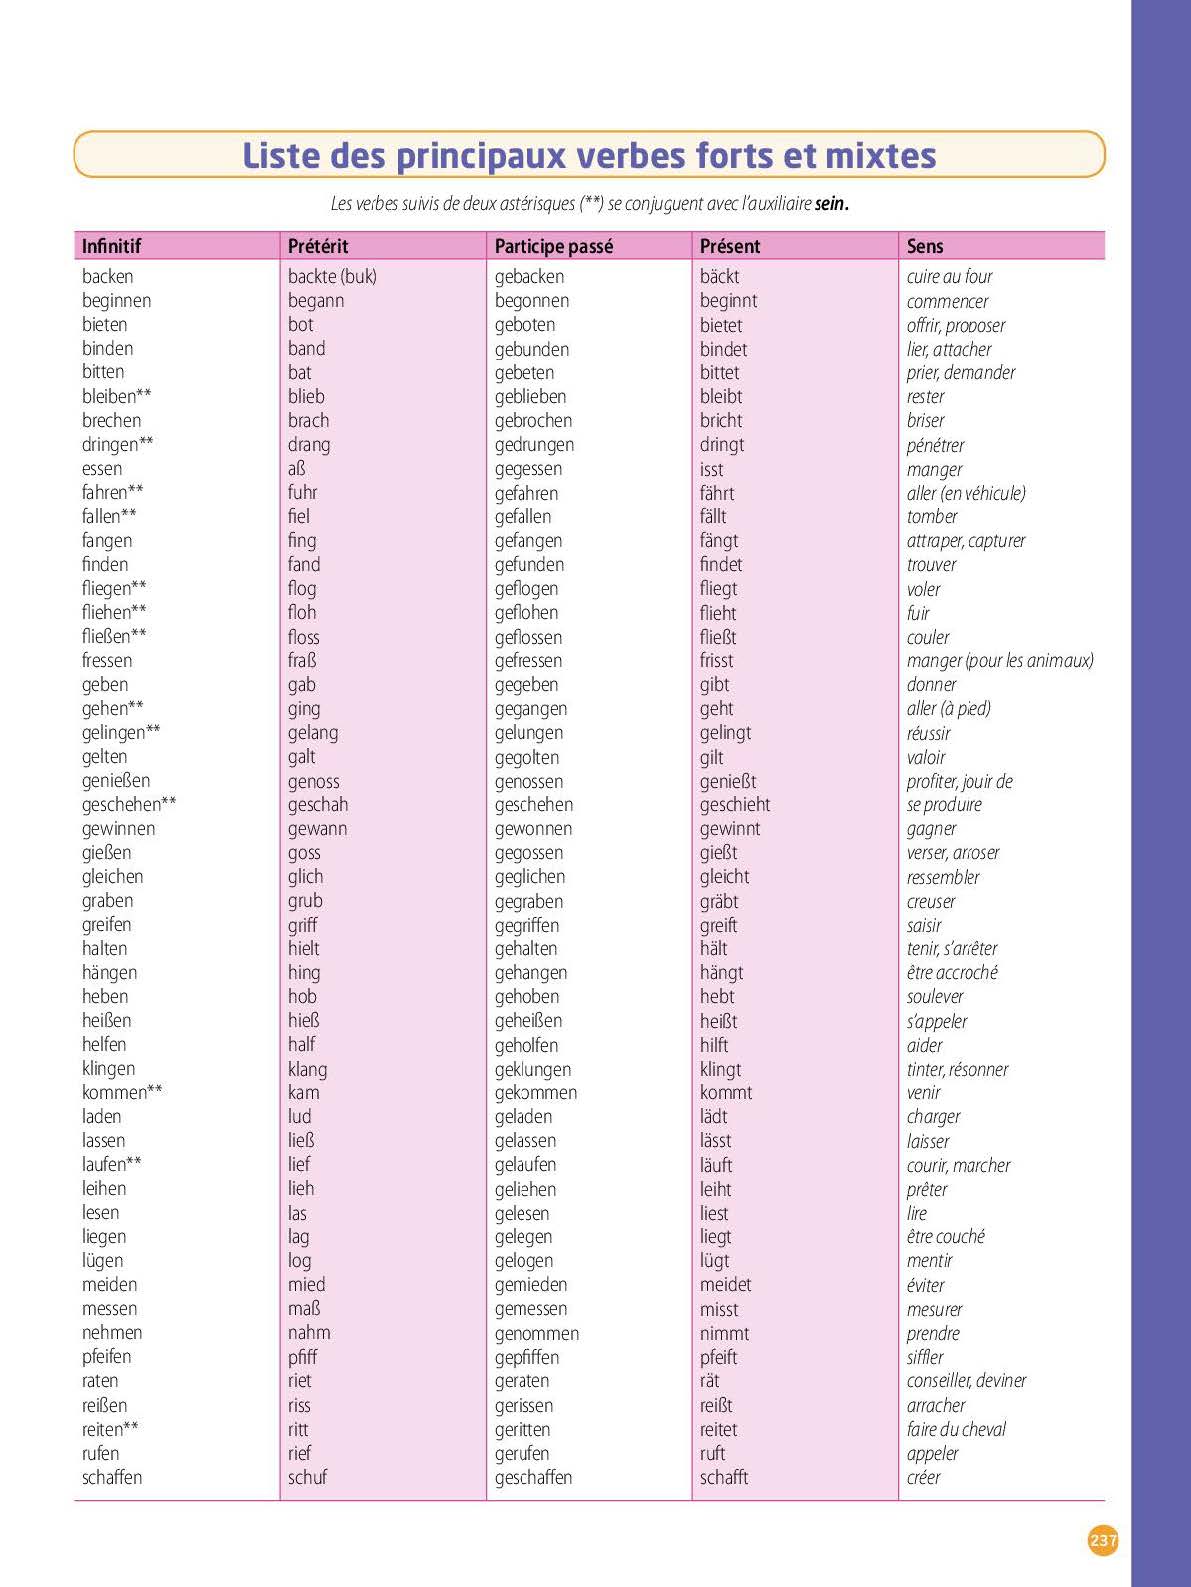 Liste des principaux verbes forts et mixtes
Les verbes suivis de deux astérisques (**) se conjuguent avec l'auxiliaire sein.
Infinitif Prétérit Participe passé Présent Sens
backen backte (buk) gebacken bäckt cuire au four
beginnen begann begonnen beginnt commencer
bieten bot geboten bietet offrir, proposer
binden band gebunden bindet lier, attacher
bitten bat gebeten bittet prier, demander
bleiben** blieb geblieben bleibt rester
brechen brach gebrochen bricht briser
dringen** drang gedrungen dringt pénétrer
essen aß gegessen isst manger
fahren** fuhr gefahren fährt aller (en véhicule)
fallen** fiel gefallen fällt tomber
fangen fing gefangen fängt attraper, capturer
finden fand gefunden findet trouver
fliegen** flog geflogen fliegt voler
fliehen** floh geflohen flieht fuir
fließen** floss geflossen fließt couler
fressen fraß gefressen frisst manger (pour les animaux)
geben gab gegeben gibt donner
gehen** ging gegangen geht aller (à pied)
gelingen** gelang gelungen gelingt réussir
gelten galt gegolten gilt valoir
genießen genoss genossen genießt profiter, jouir de
geschehen** geschah geschehen geschieht se produire
gewinnen gewann gewonnen gewinnt gagner
gießen goss gegossen gießt verser, arroser
gleichen glich geglichen gleicht ressembler
graben grub gegraben gräbt creuser
greifen griff gegriffen greift saisir
halten hielt gehalten hält tenir, s'arrêter
hängen hing gehangen hängt être accroché
heben hob gehoben hebt soulever
heißen hieß geheißen heißt s'appeler
helfen half geholfen hilft aider
klingen klang geklungen klingt tinter, résonner
kommen** kam gekommen kommt venir
laden lud geladen lädt charger
lassen ließ gelassen lässt laisser
laufen** lief gelaufen läuft courir, marcher
leihen lieh geliehen leiht prêter
lesen las gelesen liest lire
liegen lag gelegen liegt être couché
lügen log gelogen lügt mentir
meiden mied gemieden meidet éviter
messen maß gemessen misst mesurer
nehmen nahm genommen nimmt prendre
pfeifen pfiff gepfiffen pfeift siffler
raten riet geraten rät conseiller, deviner
reißen riss gerissen reißt arracher
reiten** ritt geritten reitet faire du cheval
rufen rief gerufen ruft appeler
schaffen schuf geschaffen schafft créer
237